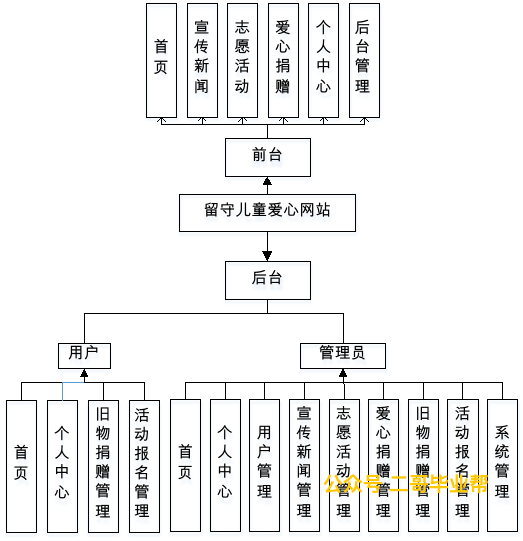 首页
宣传新闻
志愿活动
爱心捐赠
个人中心
后台管理
前台
留守儿童爱心网站
后台
用户
管理员
首页
个人中心
旧物捐赠管理
活动报名管理
首页
个人中心
用户管理
宣传新闻管理
志愿活动管理
爱心捐赠管理
旧物捐赠管理
活动报名管理
系统管理
公众号 二哥毕业帮